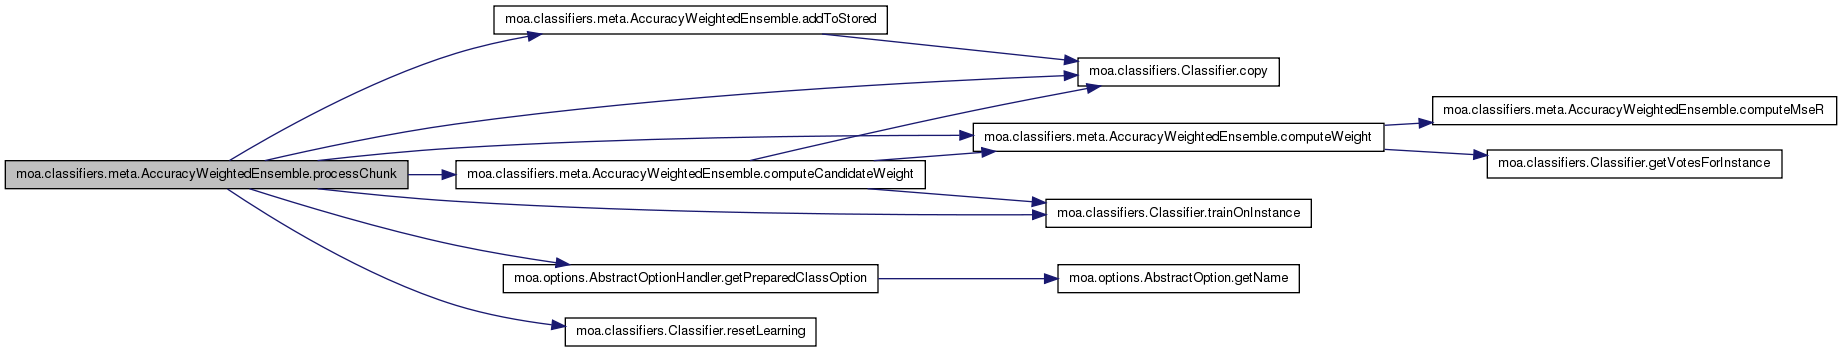 moa.classifiers.meta.AccuracyWeightedEnsemble.addToStored
moa.classifiers.Classifier.copy
moa.classifiers.meta.AccuracyWeightedEnsemble.computeMseR
moa.classifiers.meta.AccuracyWeightedEnsemble.computeWeight
moa.classifiers.Classifier.getVotesForInstance
moa.classifiers.meta.AccuracyWeightedEnsemble.processChunk
moa.classifiers.meta.AccuracyWeightedEnsemble.computeCandidateWeight
moa.classifiers.Classifier.trainOnInstance
moa.options.AbstractOptionHandler.getPreparedClassOption
moa.options.AbstractOption.getName
moa.classifiers.Classifier.resetLearning